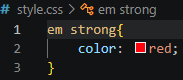 # style.css > em strong
1 em strong{
2     color: red;
3 }